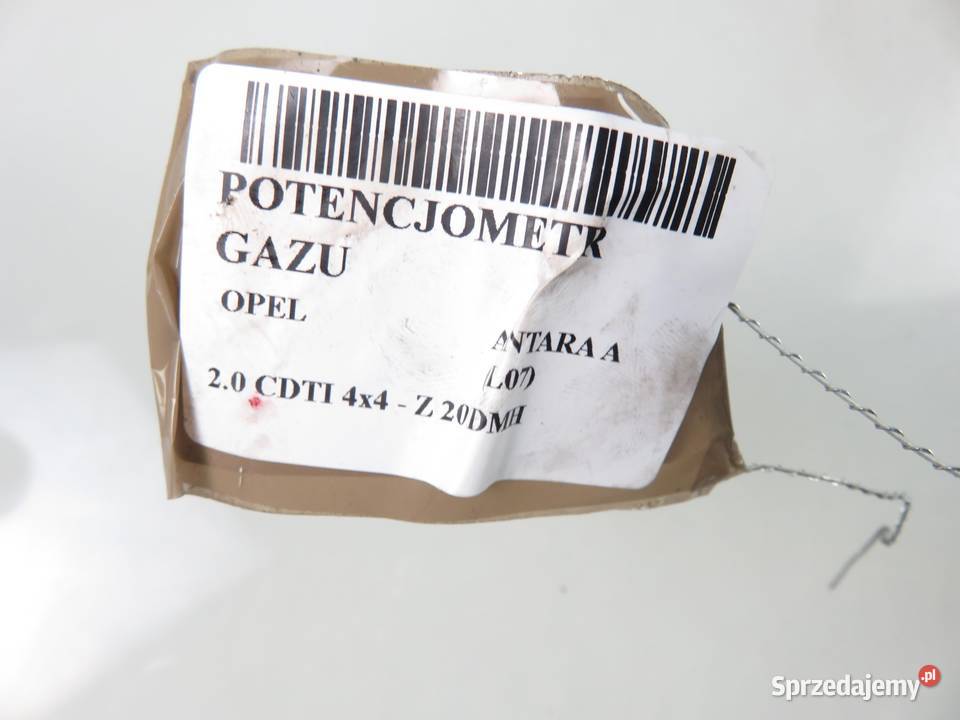 POTENCJOMETR
GAZU
OPEL
ANTARA A
(L07)
2.0 CDTI 4x4 - Z 20DMH
Sprzedajemy.pl